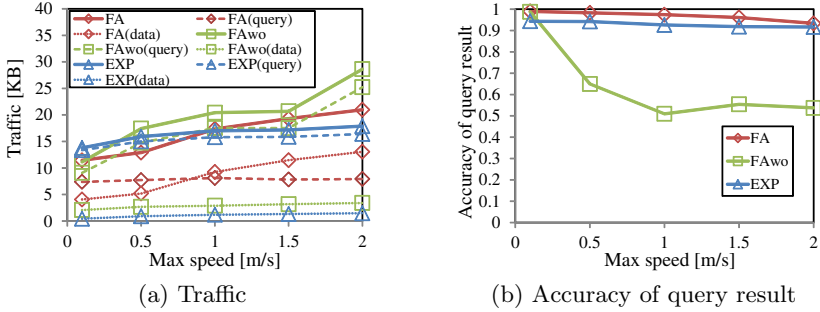 40
35
30
25
20
15
10
5
0
Traffic [KB]
FA
FA(query)
FA(data)
FAwo
FAwo(query)
FAwo(data)
EXP
EXP(query)
EXP(data)
0
0.5
1
1.5
2
Max speed [m/s]
(a) Traffic
1
0.9
0.8
0.7
0.6
0.5
0.4
0.3
0.2
0.1
0
Accuracy of query result
FA
FAwo
EXP
0
0.5
1
1.5
2
Max speed [m/s]
(b) Accuracy of query result